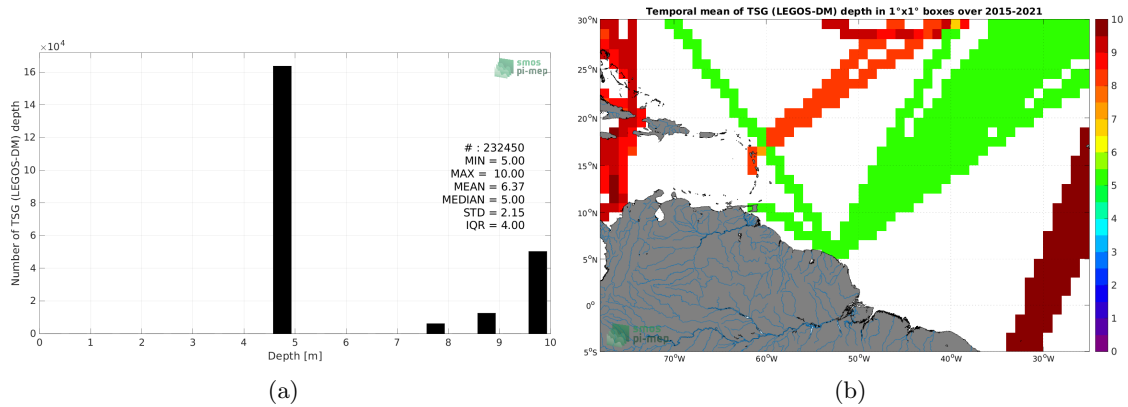 ×10⁴
16
14
12
10
8
6
4
2
0
Number of TSG (LEGOS-DM) depth
smos
pi-mep
# : 232450
MIN = 5.00
MAX = 10.00
MEAN = 6.37
MEDIAN = 5.00
STD = 2.15
IQR = 4.00
0 1 2 3 4 5 6 7 8 9 10
Depth [m]
(a)
Temporal mean of TSG (LEGOS-DM) depth in 1°x1° boxes over 2015-2021
30°N
25°N
20°N
15°N
10°N
5°N
0°
5°S
smos
pi-mep
70°W 60°W 50°W 40°W 30°W
10
9
8
7
6
5
4
3
2
1
0
(b)